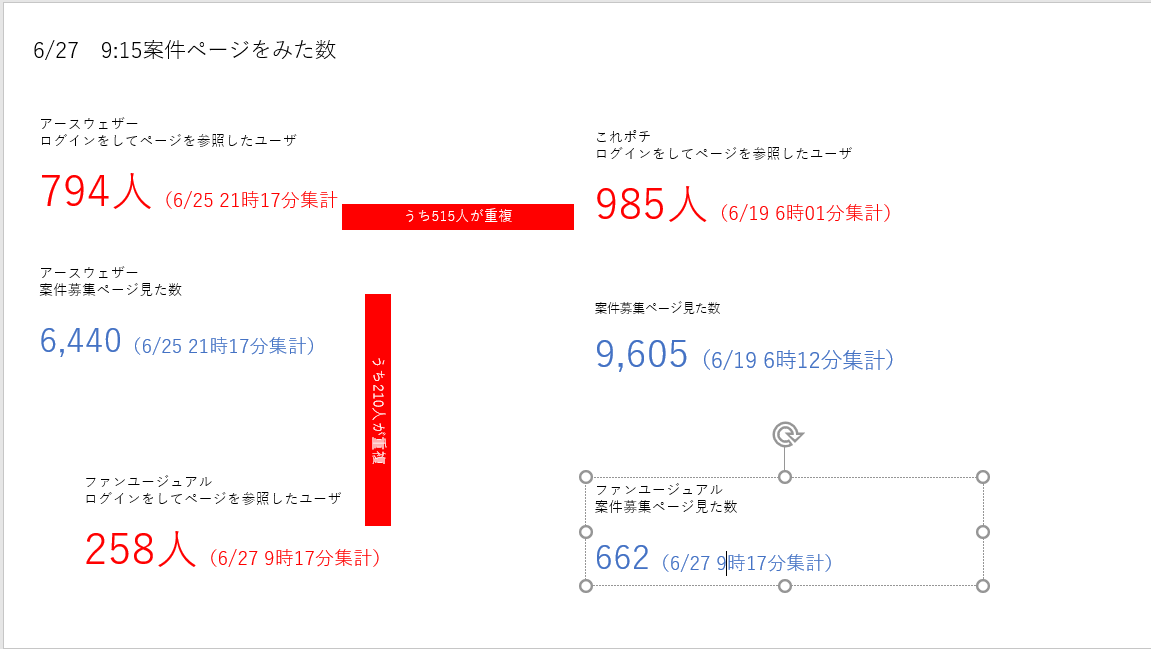 6/27　9:15案件ページをみた数
アースウェザー
ログインをしてページを参照したユーザ
794人（6/25 21時17分集計
うち515人が重複
これポチ
ログインをしてページを参照したユーザ
985人（6/19 6時01分集計）
アースウェザー
案件募集ページ見た数
6,440（6/25 21時17分集計）
うち210人が重複
案件募集ページ見た数
9,605（6/19 6時12分集計）
ファンユージュアル
ログインをしてページを参照したユーザ
258人（6/27 9時17分集計）
ファンユージュアル
案件募集ページ見た数
662（6/27 9時17分集計）